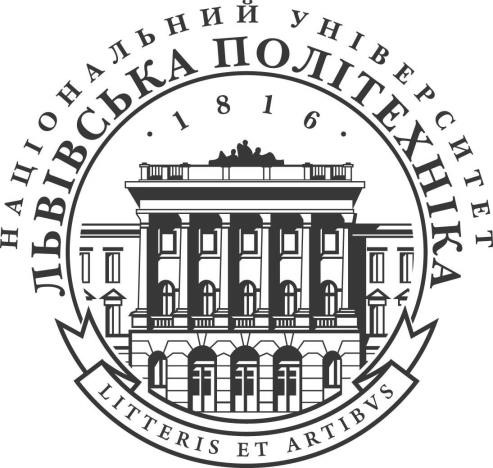 НАЦІОНАЛЬНИЙ УНІВЕРСИТЕТ
ЛЬВІВСЬКА ПОЛІТЕХНІКА
· 1816 ·
LITTERIS ET ARTIBVS